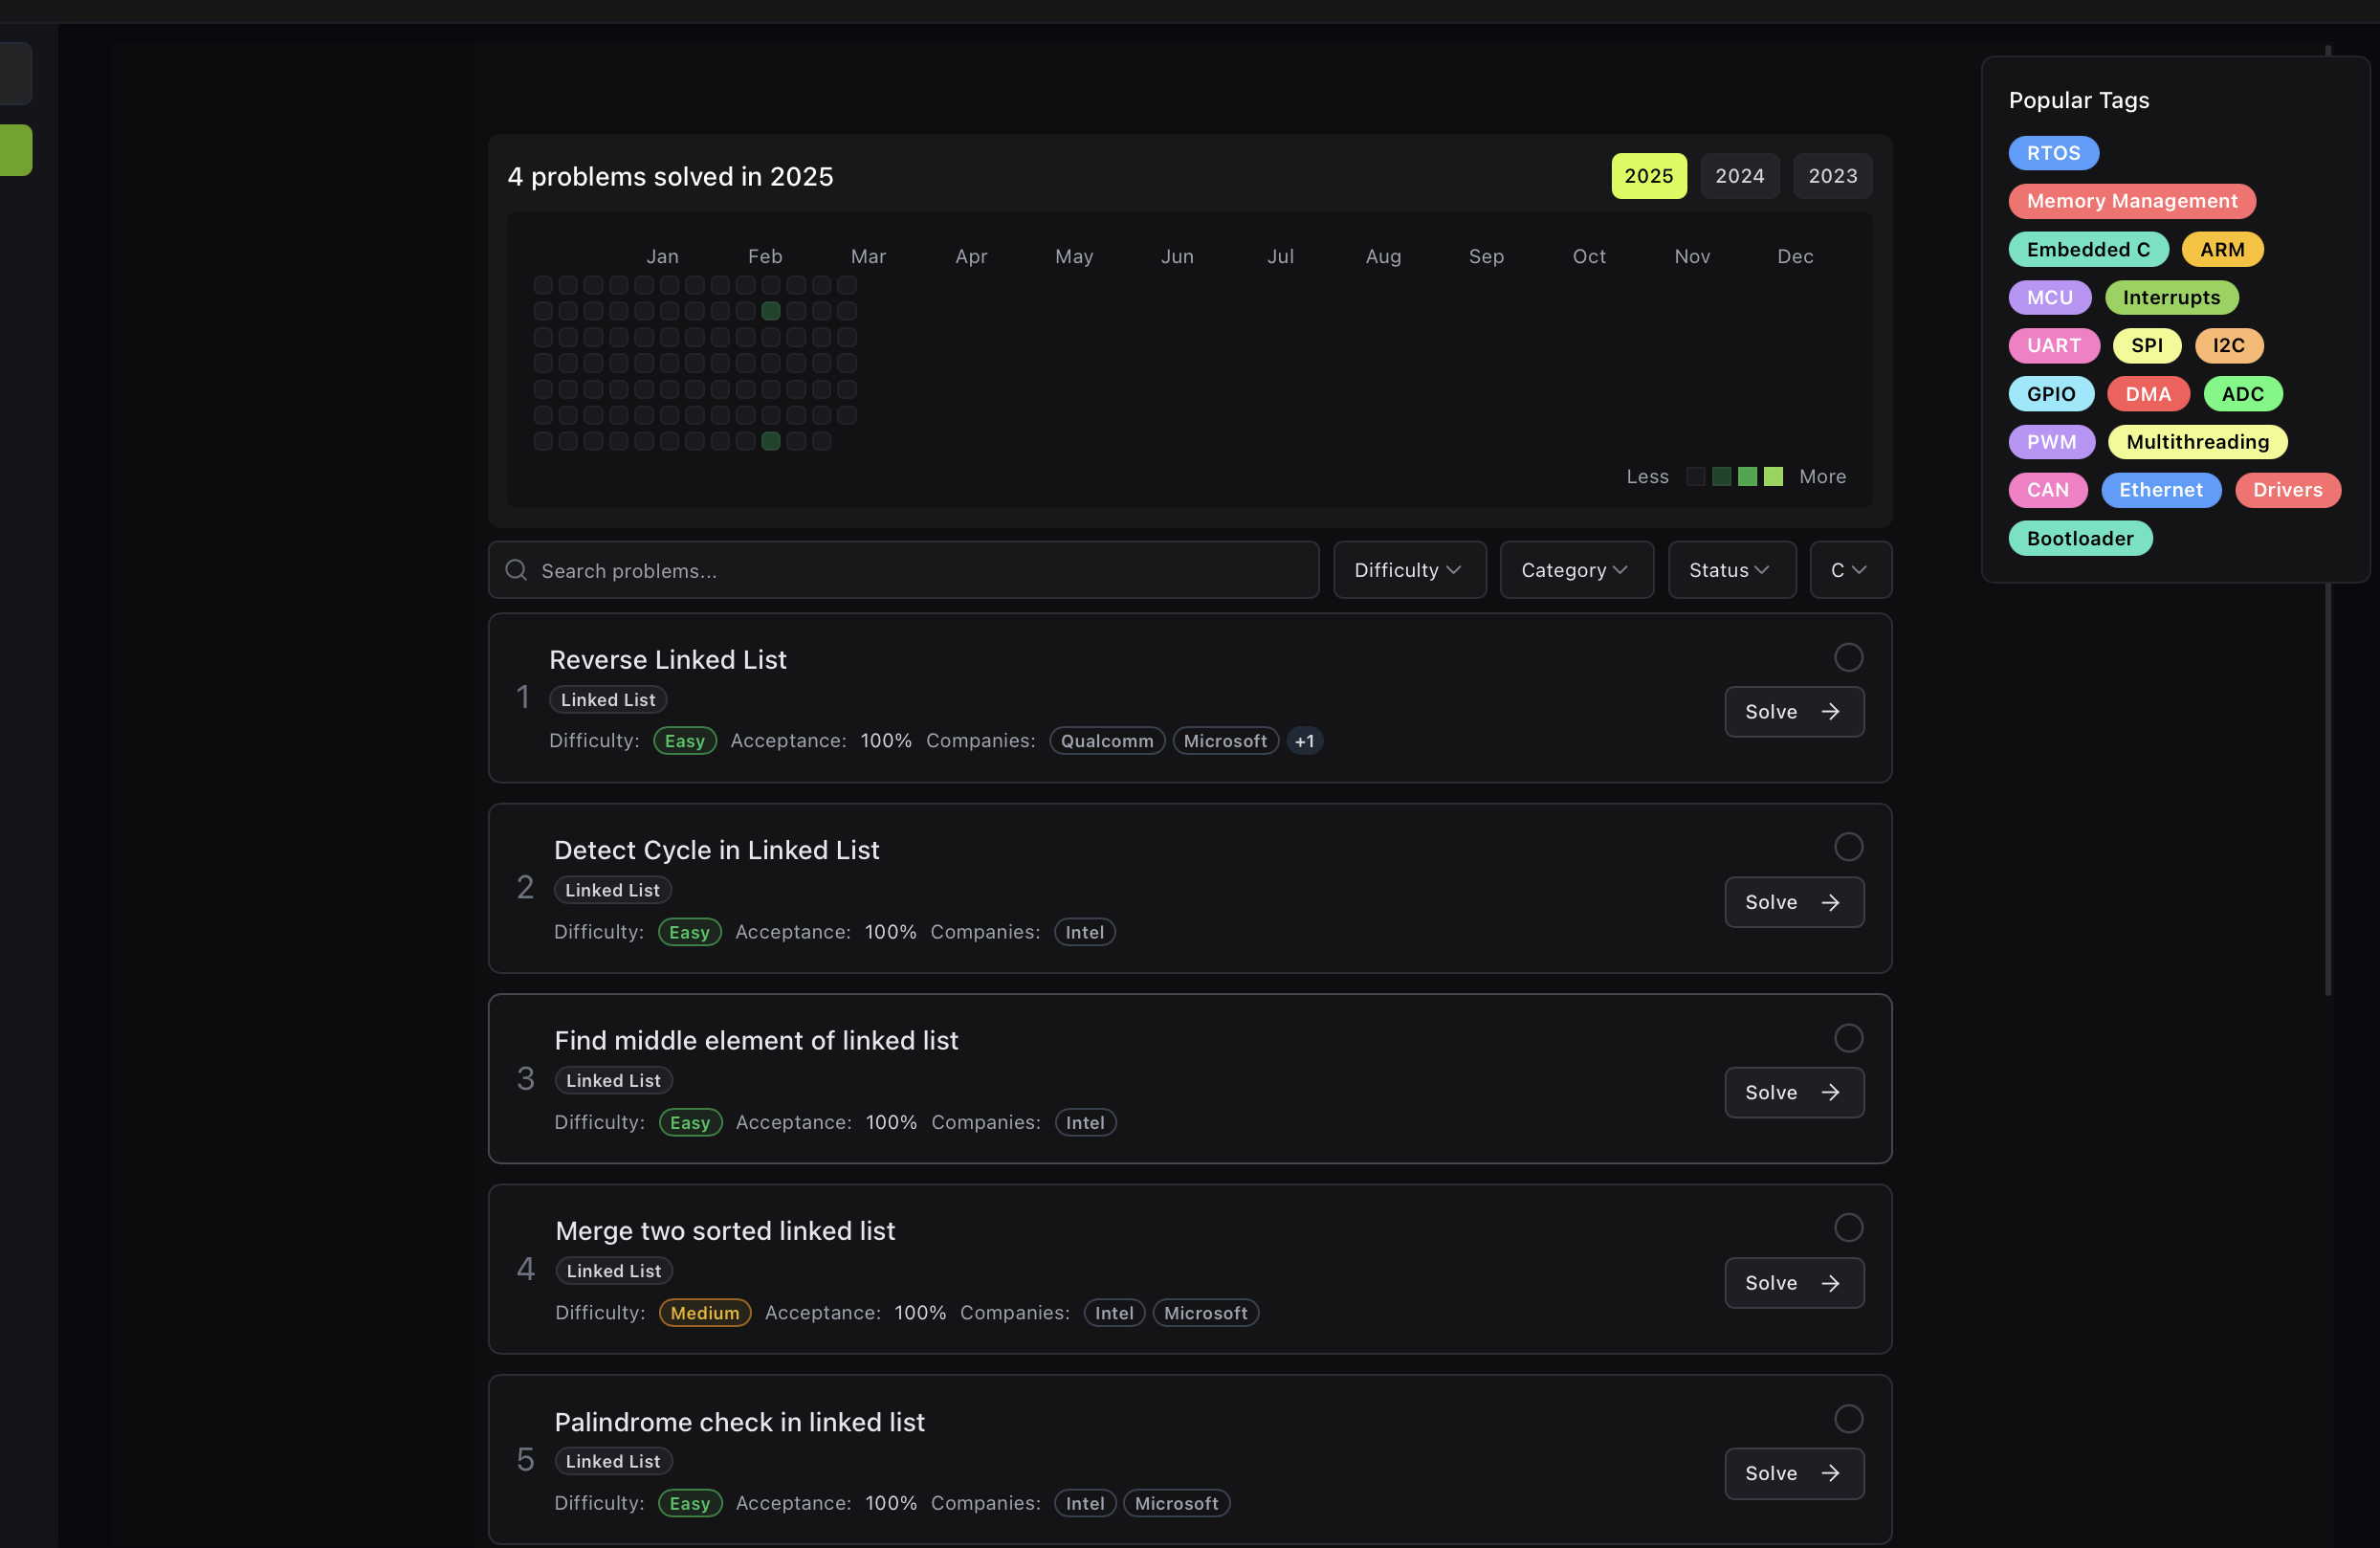 4 problems solved in 2025
2025 2024 2023
Jan Feb Mar Apr May Jun Jul Aug Sep Oct Nov Dec
Less More
Search problems...
Difficulty Category Status C
1
Reverse Linked List
Linked List
Difficulty: Easy Acceptance: 100% Companies: Qualcomm Microsoft +1
Solve
2
Detect Cycle in Linked List
Linked List
Difficulty: Easy Acceptance: 100% Companies: Intel
Solve
3
Find middle element of linked list
Linked List
Difficulty: Easy Acceptance: 100% Companies: Intel
Solve
4
Merge two sorted linked list
Linked List
Difficulty: Medium Acceptance: 100% Companies: Intel Microsoft
Solve
5
Palindrome check in linked list
Linked List
Difficulty: Easy Acceptance: 100% Companies: Intel Microsoft
Solve
Popular Tags
RTOS
Memory Management
Embedded C ARM
MCU Interrupts
UART SPI I2C
GPIO DMA ADC
PWM Multithreading
CAN Ethernet Drivers
Bootloader